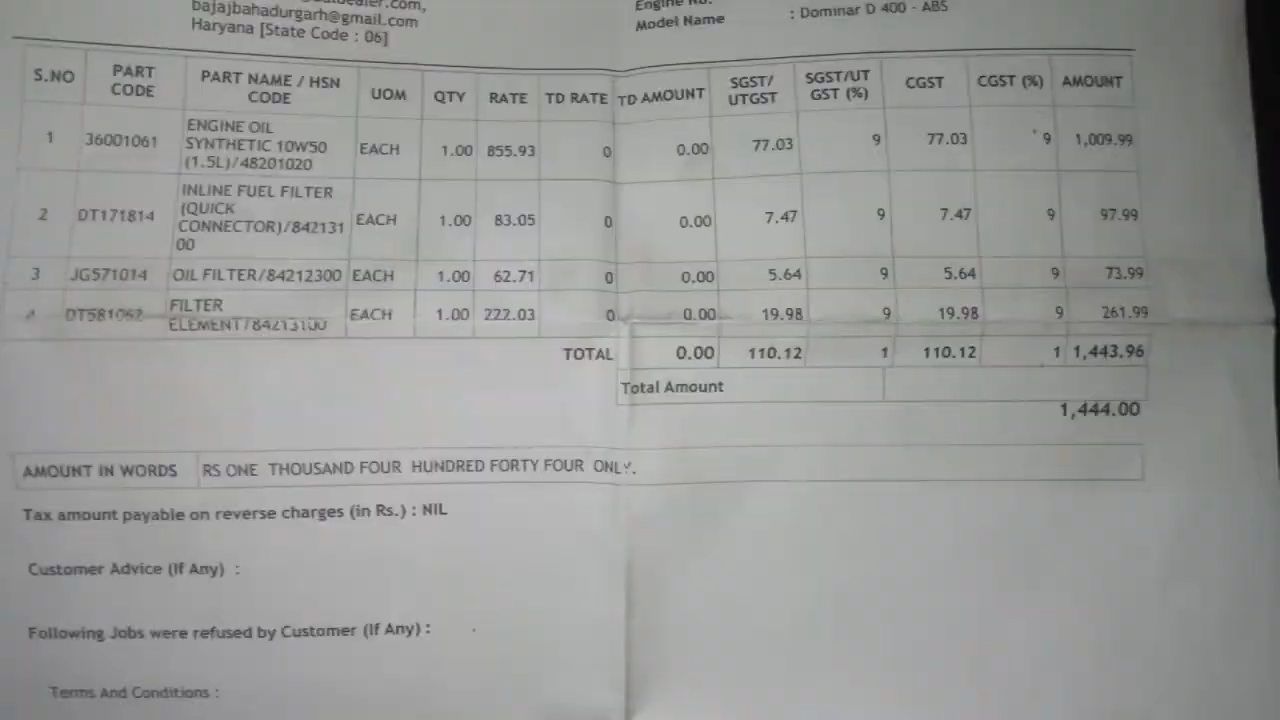 bajajbahadurgarh@gmail.com
Haryana [State Code : 06]
Engine No.
Model Name : Dominar D 400 - ABS
S.NO PART CODE PART NAME / HSN CODE UOM QTY RATE TD RATE TD AMOUNT SGST/ UTGST SGST/UT GST (%) CGST CGST (%) AMOUNT
1 36001061 ENGINE OIL SYNTHETIC 10W50 (1.5L)/48201020 EACH 1.00 855.93 0 0.00 77.03 9 77.03 9 1,009.99
2 DT171814 INLINE FUEL FILTER (QUICK CONNECTOR)/842131 00 EACH 1.00 83.05 0 0.00 7.47 9 7.47 9 97.99
3 JG571014 OIL FILTER/84212300 EACH 1.00 62.71 0 0.00 5.64 9 5.64 9 73.99
4 DT581062 FILTER ELEMENT/84213100 EACH 1.00 222.03 0 0.00 19.98 9 19.98 9 261.99
TOTAL 0.00 110.12 1 110.12 1 1,443.96
Total Amount
1,444.00
AMOUNT IN WORDS RS ONE THOUSAND FOUR HUNDRED FORTY FOUR ONLY.
Tax amount payable on reverse charges (in Rs.) : NIL
Customer Advice (If Any) :
Following Jobs were refused by Customer (If Any) :
Terms And Conditions :